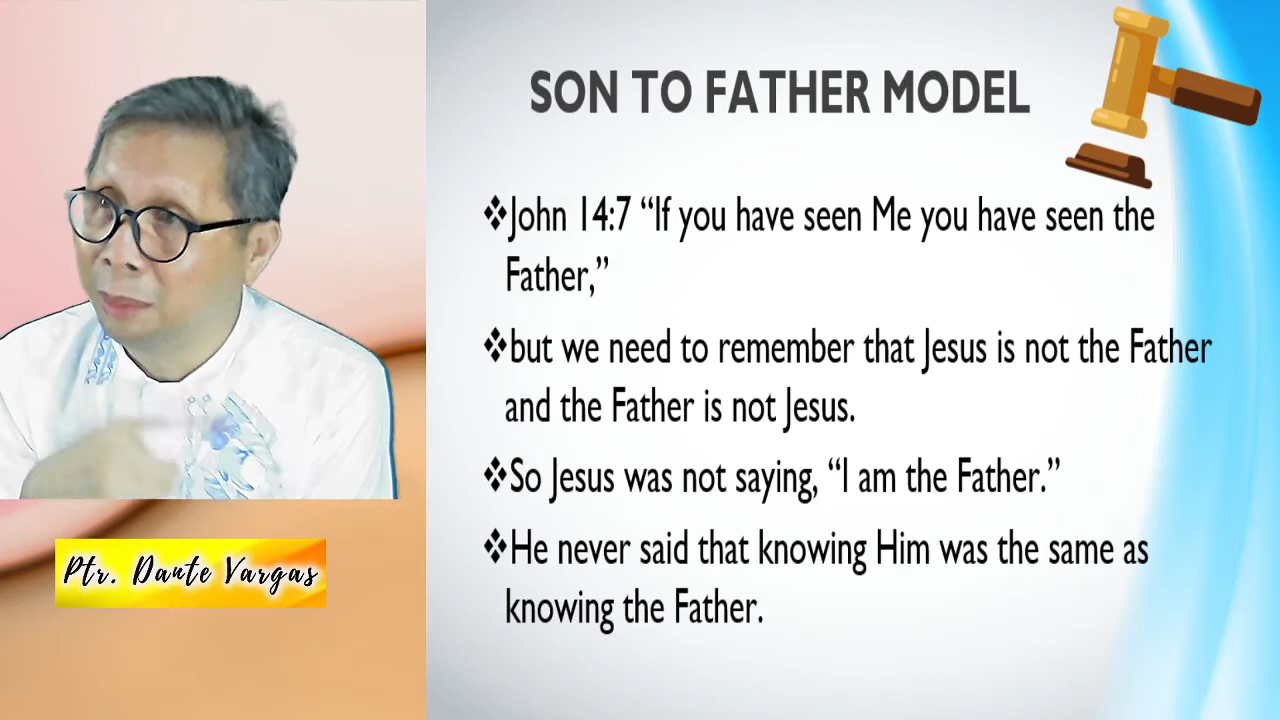 SON TO FATHER MODEL
❖John 14:7 “If you have seen Me you have seen the
Father,”
❖but we need to remember that Jesus is not the Father
and the Father is not Jesus.
❖So Jesus was not saying, “I am the Father.”
❖He never said that knowing Him was the same as
knowing the Father.
Ptr. Dante Vargas